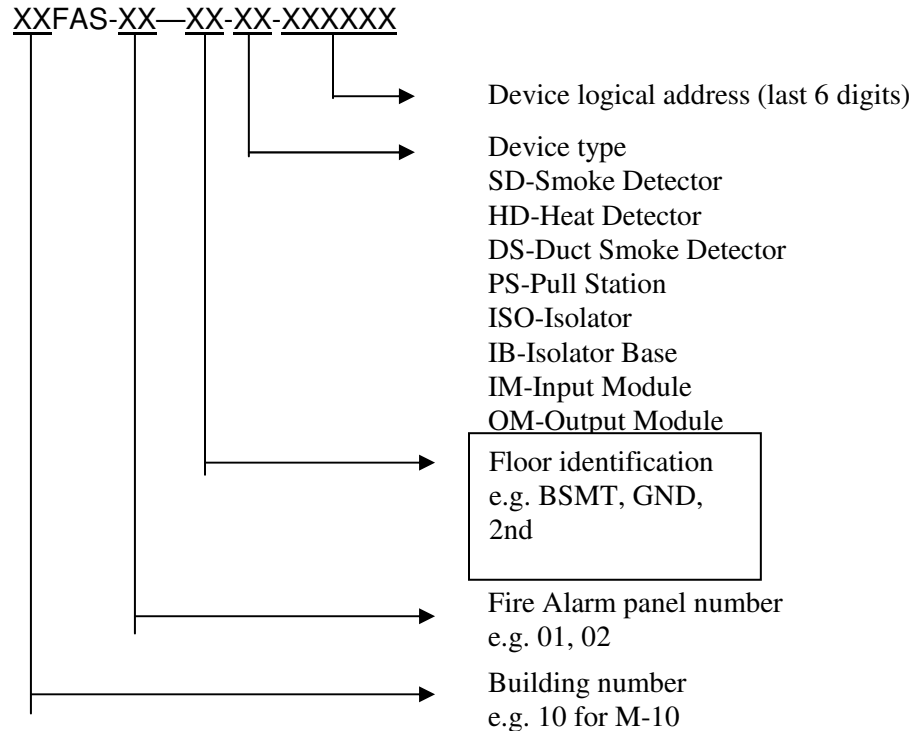 XXFAS-XX—XX-XX-XXXXXX
Device logical address (last 6 digits)
Device type
SD-Smoke Detector
HD-Heat Detector
DS-Duct Smoke Detector
PS-Pull Station
ISO-Isolator
IB-Isolator Base
IM-Input Module
OM-Output Module
Floor identification
e.g. BSMT, GND,
2nd
Fire Alarm panel number
e.g. 01, 02
Building number
e.g. 10 for M-10